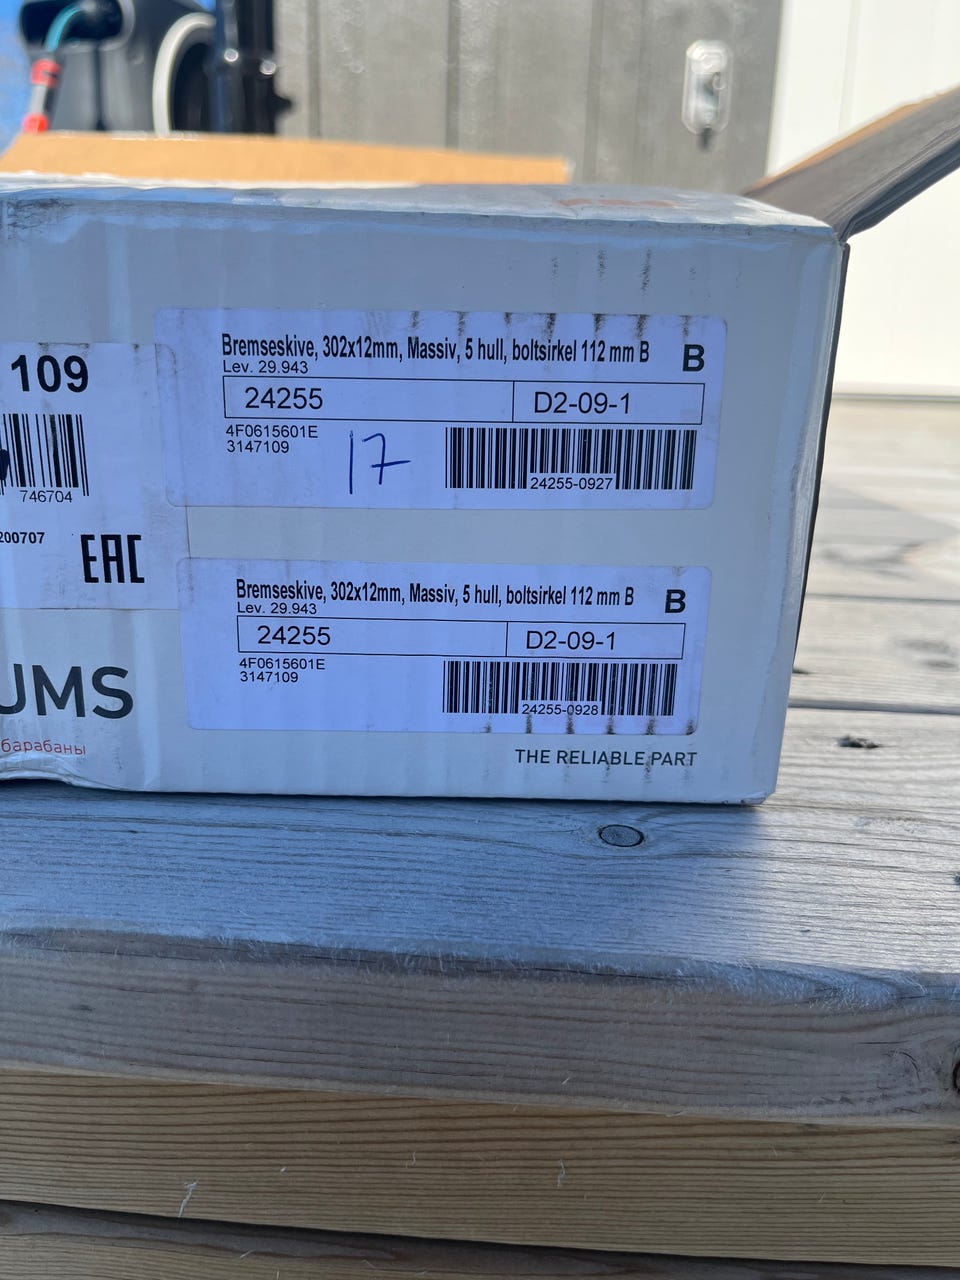 109
746704
200707
EAC
UMS
барабаны
Bremseskive, 302x12mm, Massiv, 5 hull, boltsirkel 112 mm B
B
Lev. 29.943
24255
D2-09-1
4F0615601E
3147109
17
24255-0927
Bremseskive, 302x12mm, Massiv, 5 hull, boltsirkel 112 mm B
B
Lev. 29.943
24255
D2-09-1
4F0615601E
3147109
24255-0928
THE RELIABLE PART